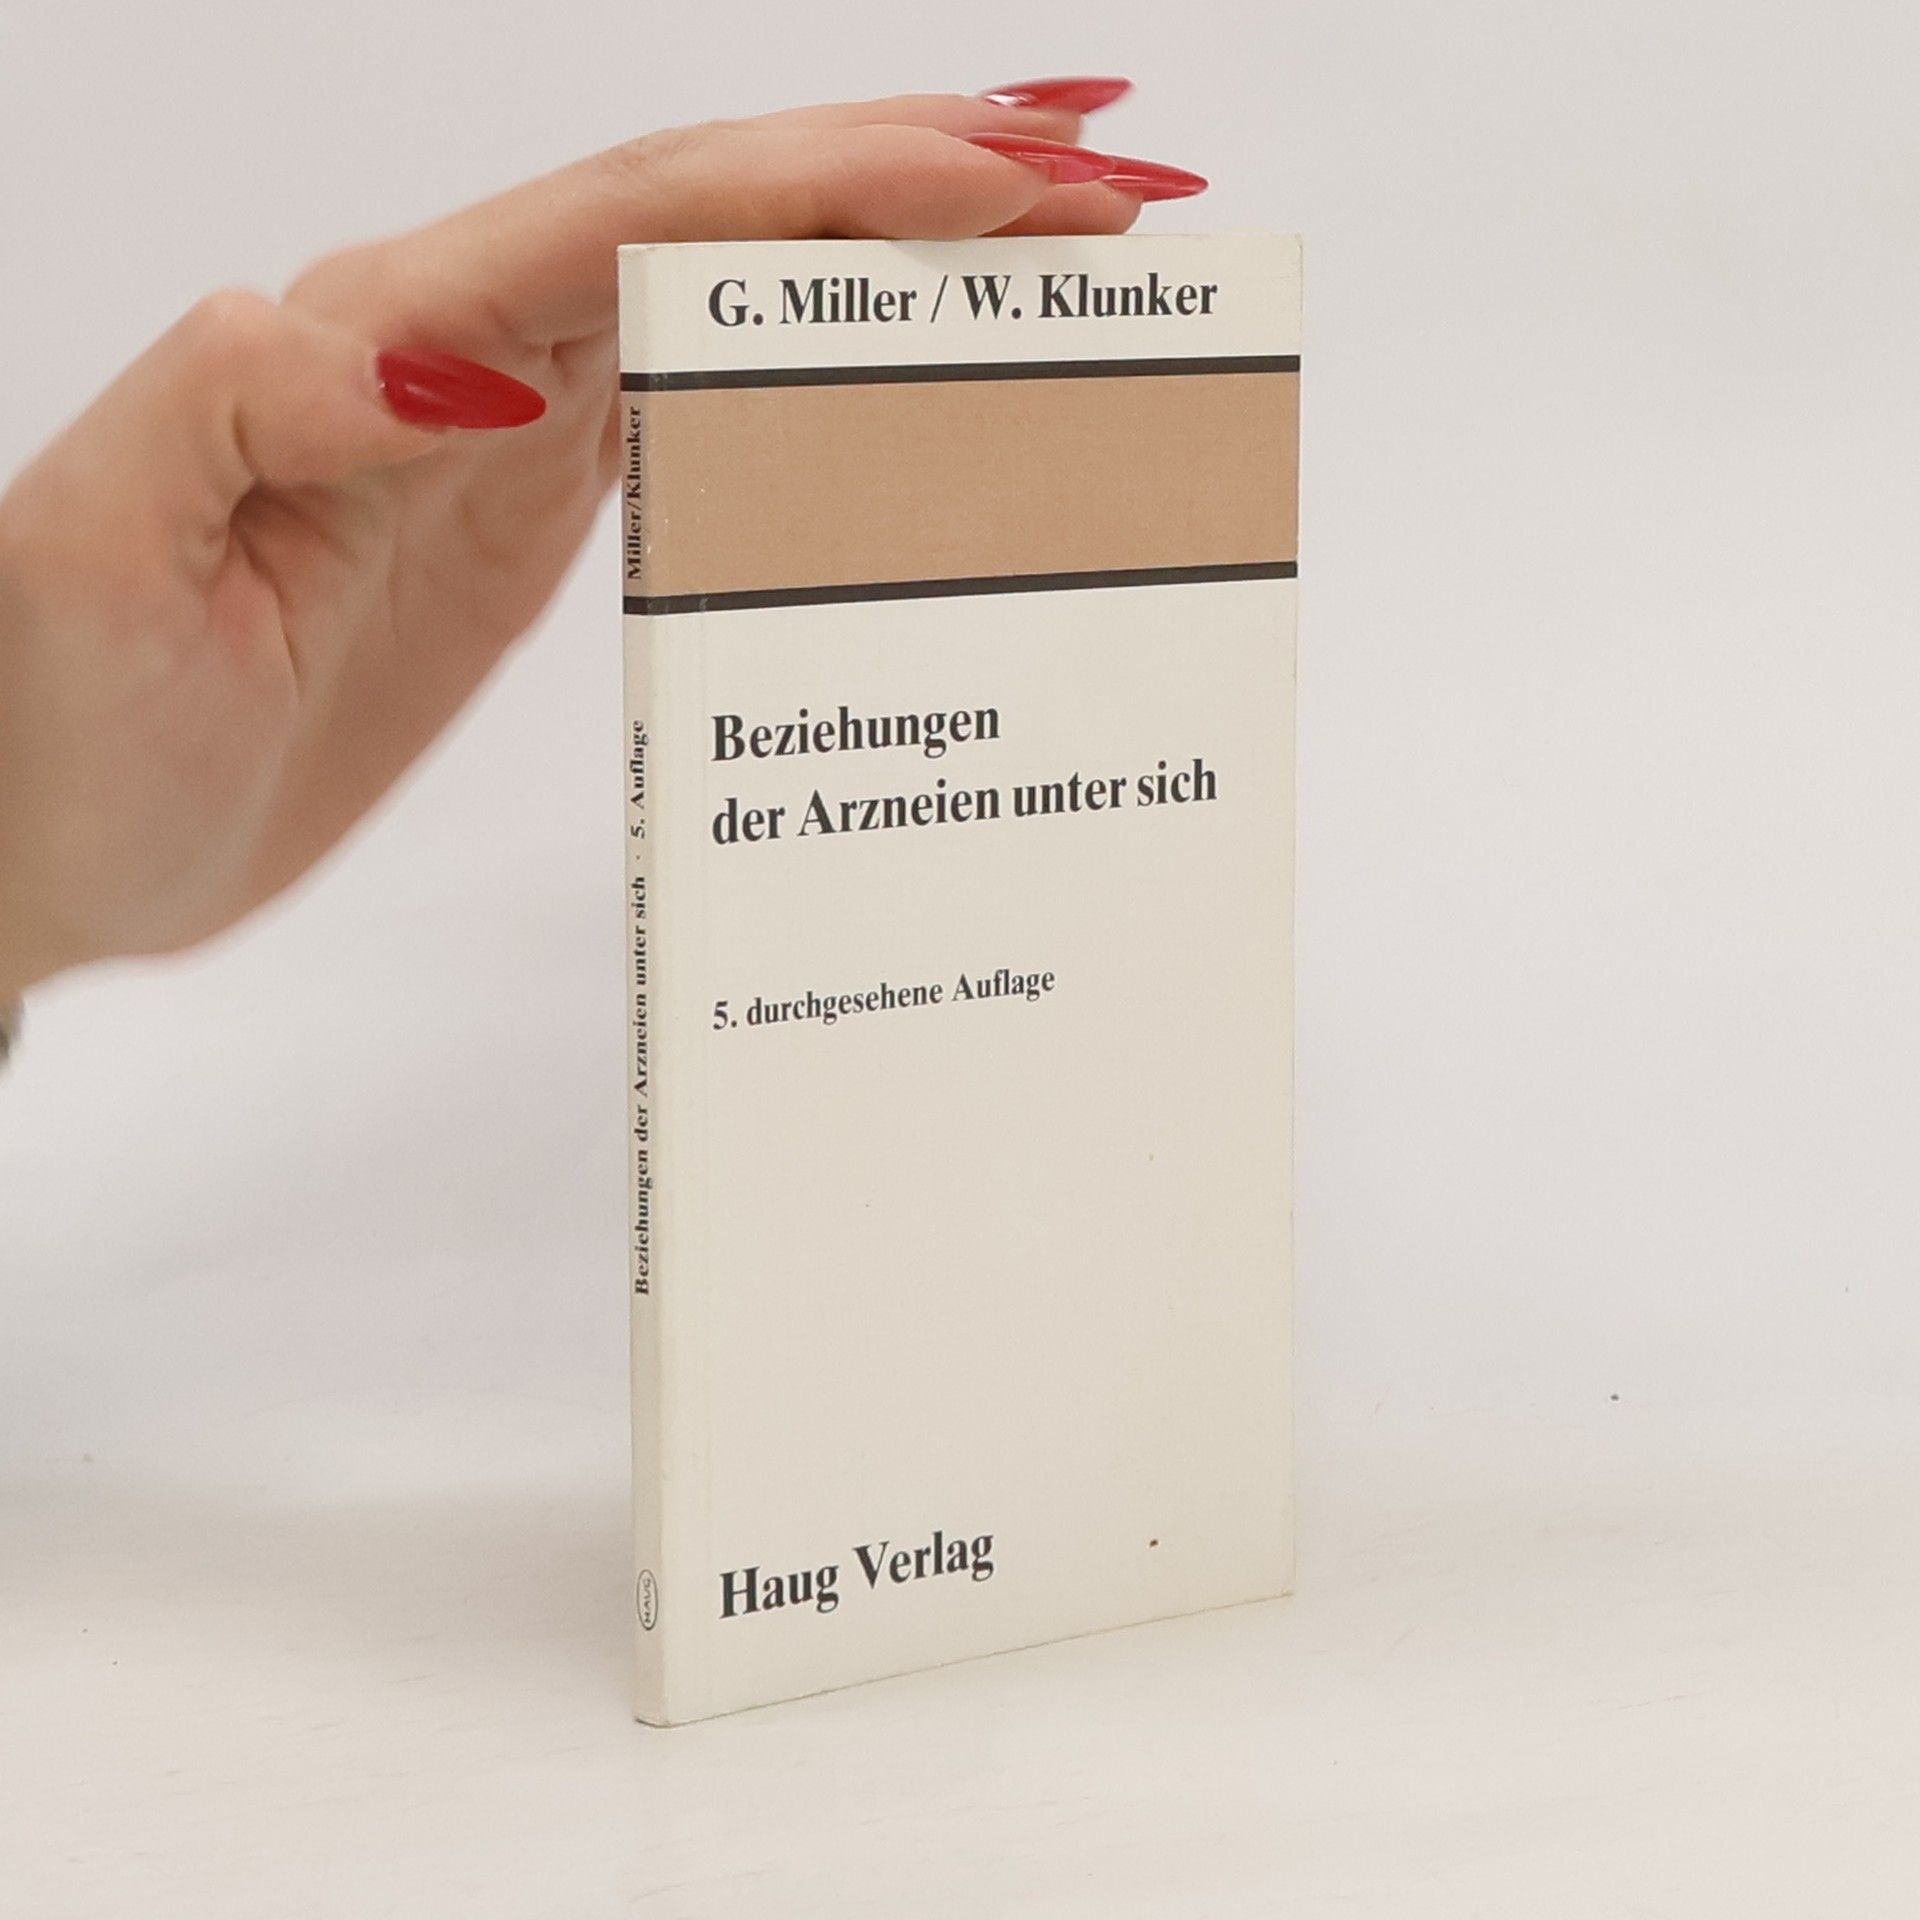 G. Miller / W. Klunker
Beziehungen
der Arzneien unter sich
5. durchgesehene Auflage
Haug Verlag
Miller/Klunker
Beziehungen der Arzneien unter sich · 5. Auflage
HAUG